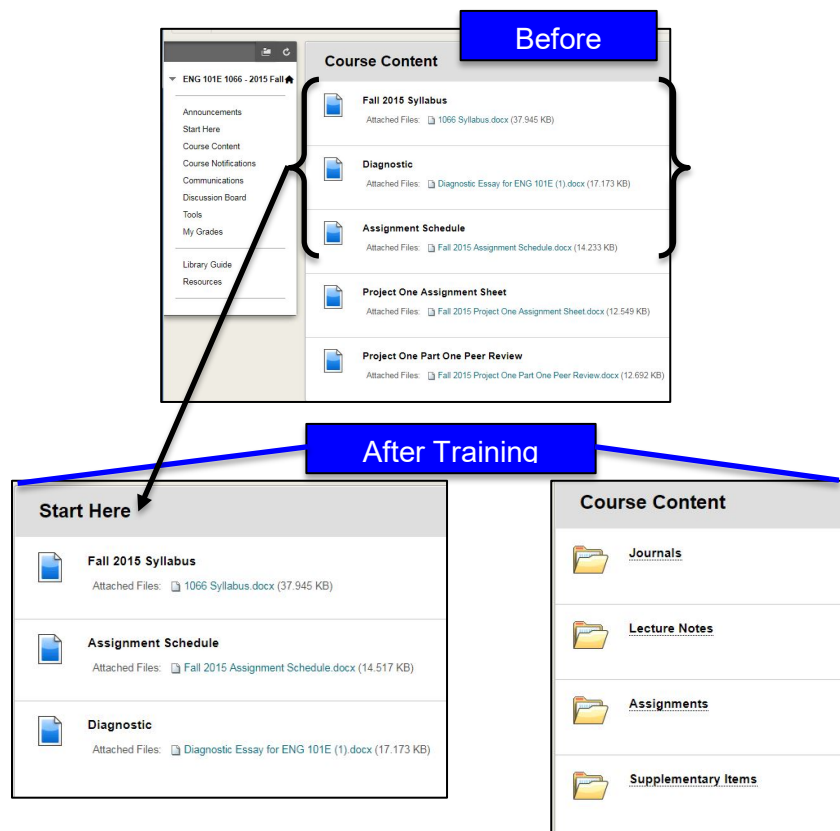 Before
ENG 101E 1066 - 2015 Fall
Announcements
Start Here
Course Content
Course Notifications
Communications
Discussion Board
Tools
My Grades
Library Guide
Resources
Course Content
Fall 2015 Syllabus
Attached Files: 1066 Syllabus.docx (37.945 KB)
Diagnostic
Attached Files: Diagnostic Essay for ENG 101E (1).docx (17.173 KB)
Assignment Schedule
Attached Files: Fall 2015 Assignment Schedule.docx (14.233 KB)
Project One Assignment Sheet
Attached Files: Fall 2015 Project One Assignment Sheet.docx (12.549 KB)
Project One Part One Peer Review
Attached Files: Fall 2015 Project One Part One Peer Review.docx (12.692 KB)
After Training
Start Here
Fall 2015 Syllabus
Attached Files: 1066 Syllabus.docx (37.945 KB)
Assignment Schedule
Attached Files: Fall 2015 Assignment Schedule.docx (14.517 KB)
Diagnostic
Attached Files: Diagnostic Essay for ENG 101E (1).docx (17.173 KB)
Course Content
Journals
Lecture Notes
Assignments
Supplementary Items